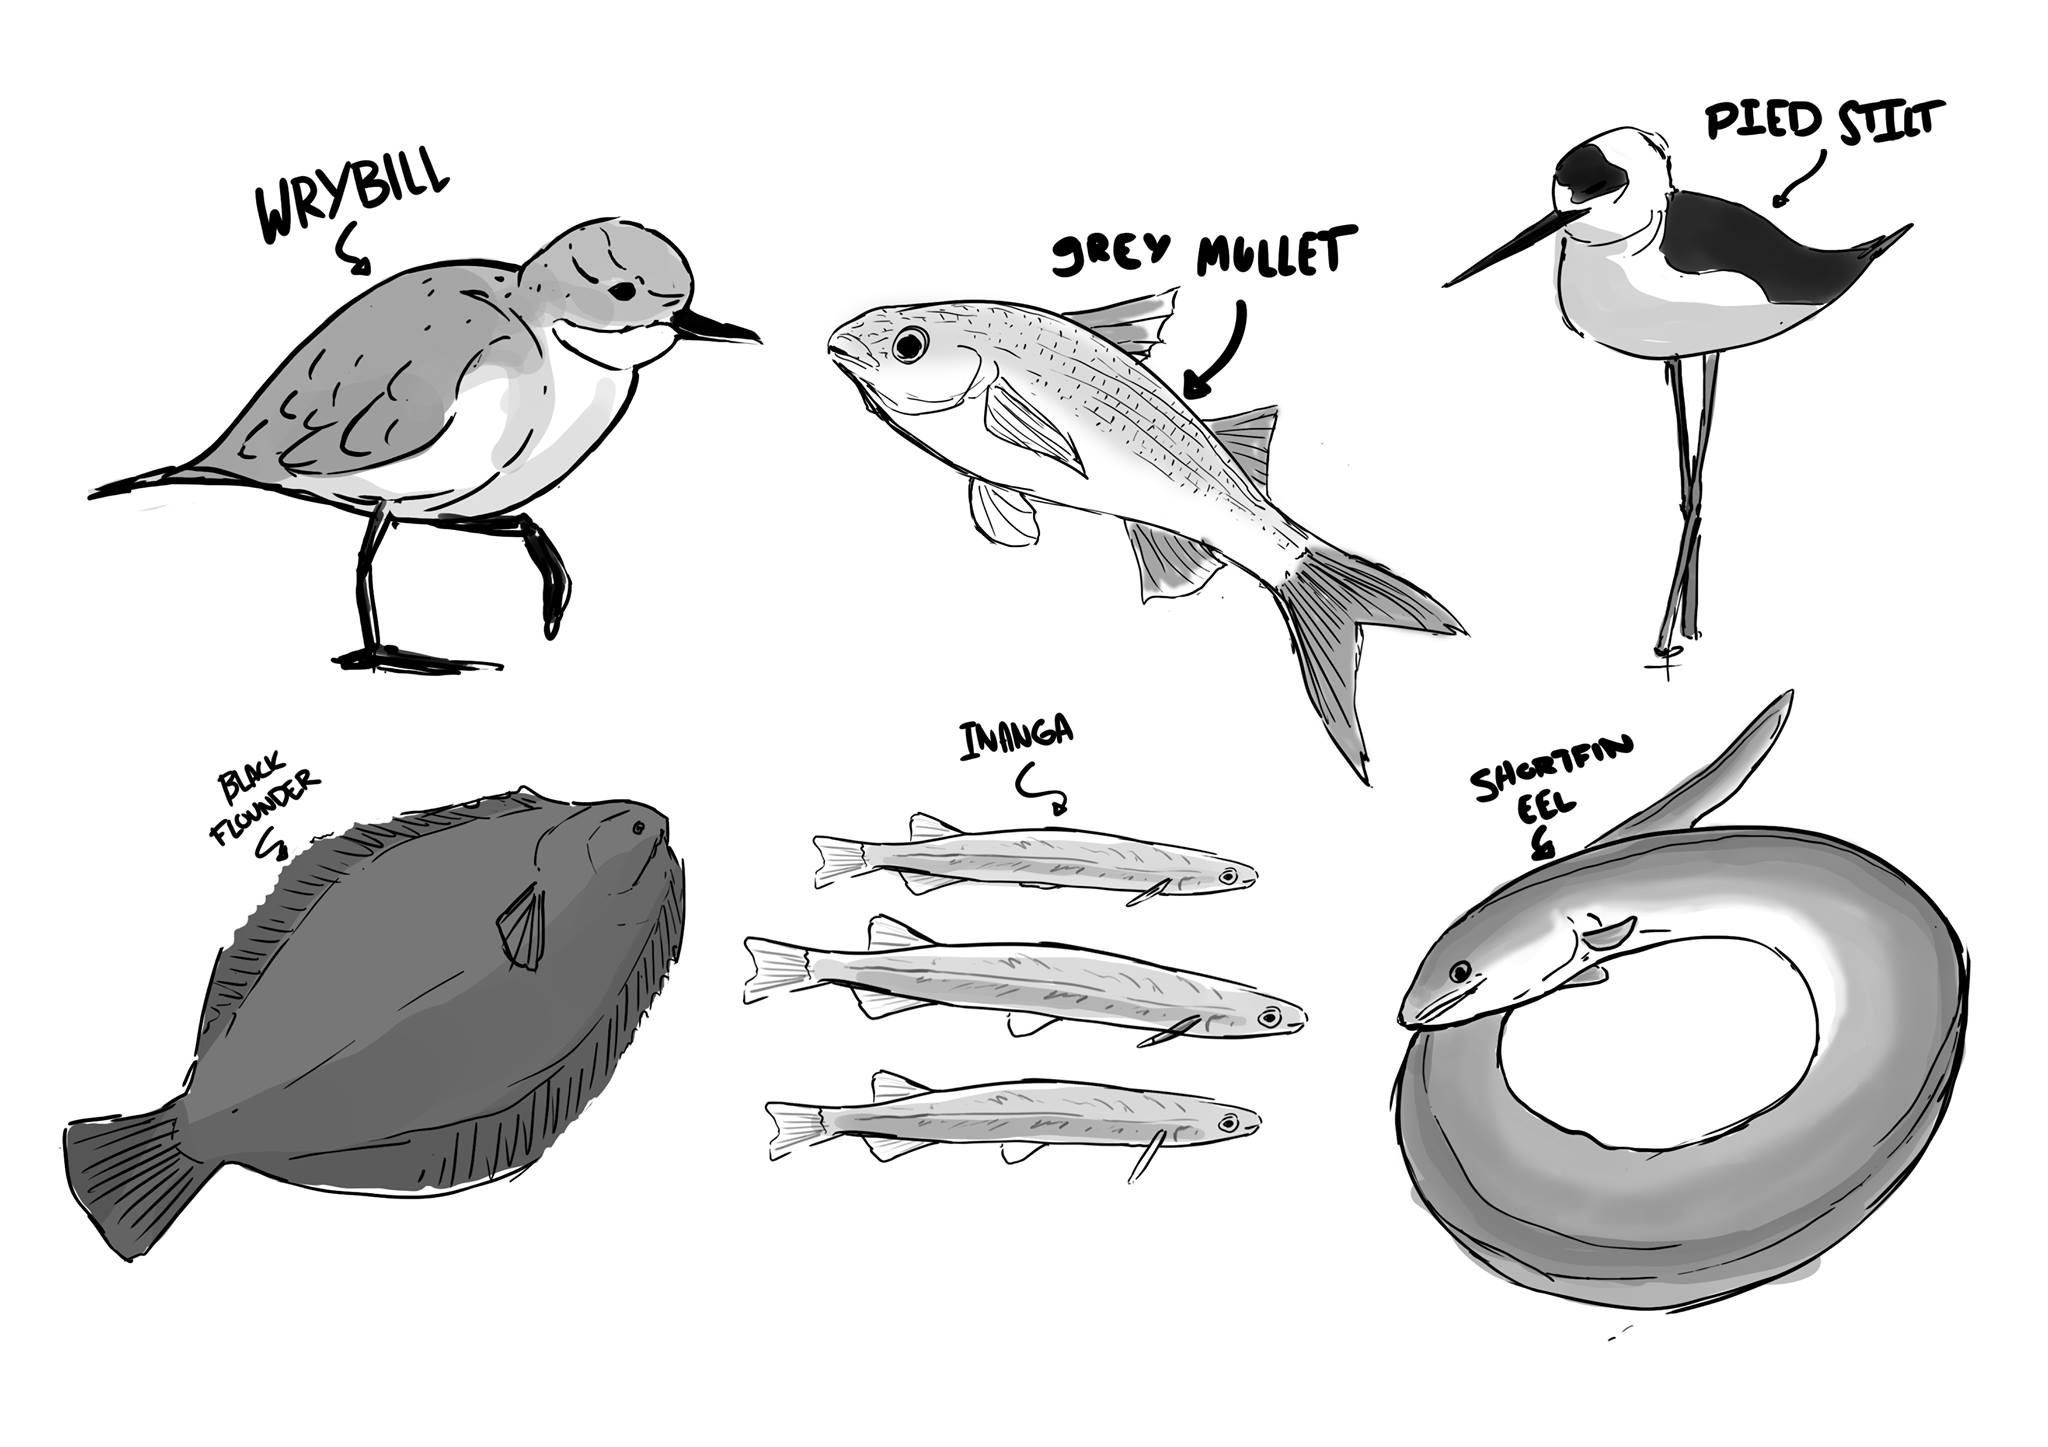 WRYBILL
GREY MULLET
PIED STILT
BLACK
FLOUNDER
INANGA
SHORTFIN
EEL